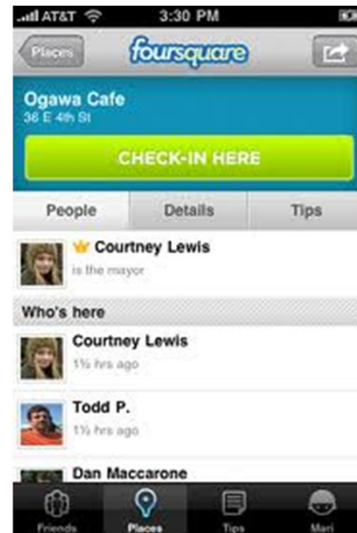 AT&T 3:30 PM
Places foursquare
Ogawa Cafe
36 E 4th St
CHECK-IN HERE
People Details Tips
Courtney Lewis
is the mayor
Who's here
Courtney Lewis
1½ hrs ago
Todd P.
1½ hrs ago
Dan Maccarone
Friends Places Tips Mari